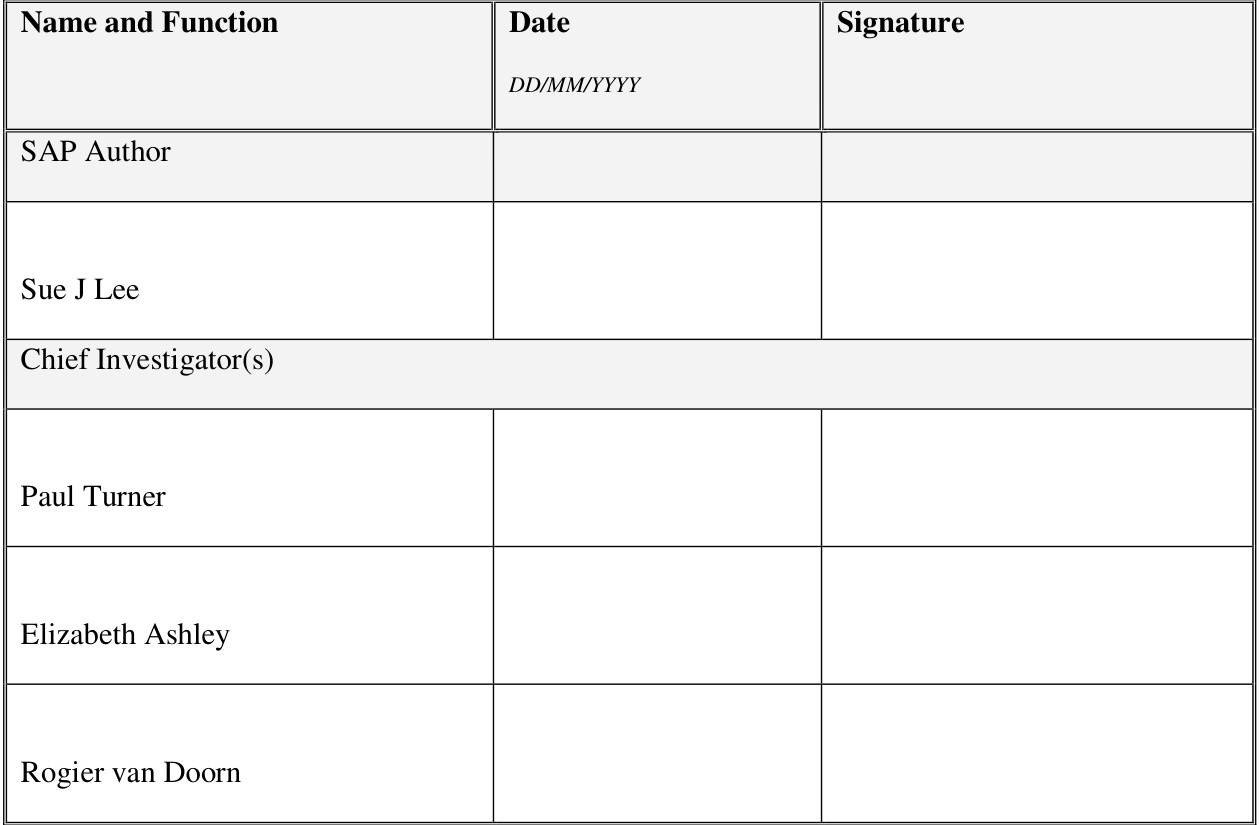 Name and Function
Date
Signature
DD/MM/YYYY
SAP Author
Sue J Lee
Chief Investigator(s)
Paul Turner
Elizabeth Ashley
Rogier van Doorn